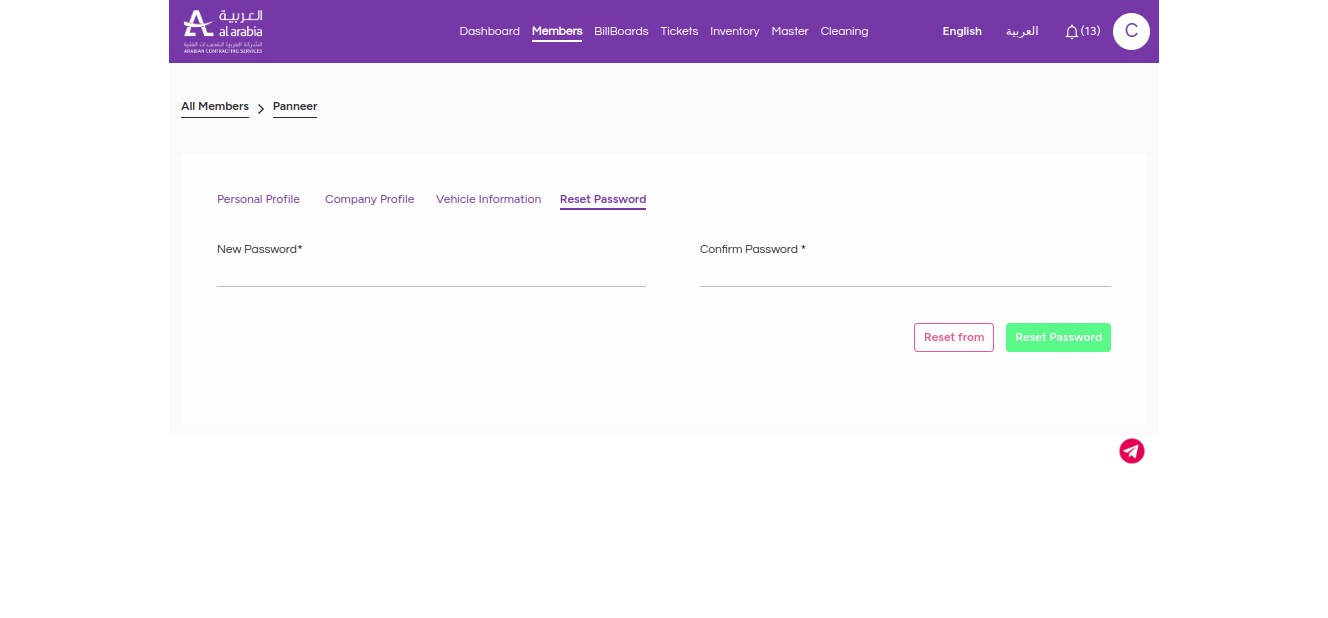 العربية
al arabia
الشركة العربية للتعهدات الفنية
ARABIAN CONTRACTING SERVICES
Dashboard Members BillBoards Tickets Inventory Master Cleaning English العربية (13) C
All Members > Panneer
Personal Profile Company Profile Vehicle Information Reset Password
New Password* Confirm Password *
Reset from Reset Password